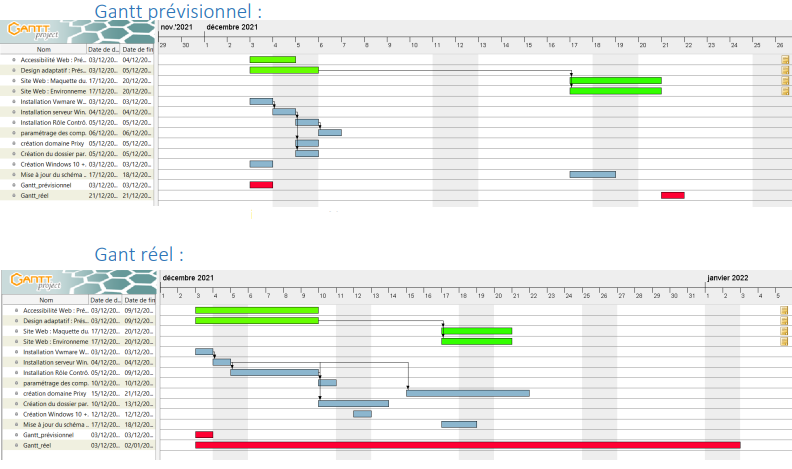 Gantt prévisionnel :
GANTT project
nov.'2021 décembre 2021
29 30 1 2 3 4 5 6 7 8 9 10 11 12 13 14 15 16 17 18 19 20 21 22 23 24 25 26
Nom Date de d... Date de fin
Accessibilité Web : Pré... 03/12/20... 04/12/20...
Design adaptatif : Prés... 03/12/20... 05/12/20...
Site Web : Maquette du. 17/12/20... 20/12/20...
Site Web : Environneme 17/12/20... 20/12/20...
Installation Vwmare W... 03/12/20... 03/12/20...
Installation serveur Win. 04/12/20... 04/12/20...
Installation Rôle Contrô. 05/12/20... 05/12/20...
paramétrage des comp. 06/12/20... 06/12/20...
création domaine Prixy 05/12/20... 05/12/20...
Création du dossier par. 05/12/20... 05/12/20...
Création Windows 10 +. 03/12/20... 03/12/20...
Mise à jour du schéma .. 17/12/20... 18/12/20...
Gantt_prévisionnel 03/12/20... 03/12/20...
Gantt_réel 21/12/20... 21/12/20...
Gant réel :
GANTT project
décembre 2021 janvier 2022
1 2 3 4 5 6 7 8 9 10 11 12 13 14 15 16 17 18 19 20 21 22 23 24 25 26 27 28 29 30 31 1 2 3 4 5
Nom Date de d... Date de fin
Accessibilité Web : Pré... 03/12/20... 09/12/20...
Design adaptatif : Prés... 03/12/20... 09/12/20...
Site Web : Maquette du. 17/12/20... 20/12/20...
Site Web : Environneme 17/12/20... 20/12/20...
Installation Vwmare W... 03/12/20... 03/12/20...
Installation serveur Win. 04/12/20... 04/12/20...
Installation Rôle Contrô. 05/12/20... 09/12/20...
paramétrage des comp. 10/12/20... 10/12/20...
création domaine Prixy 15/12/20... 21/12/20...
Création du dossier par. 10/12/20... 13/12/20...
Création Windows 10 +. 12/12/20... 12/12/20...
Mise à jour du schéma... 17/12/20... 18/12/20...
Gantt_prévisionnel 03/12/20... 03/12/20...
Gantt_réel 03/12/20... 02/01/20...